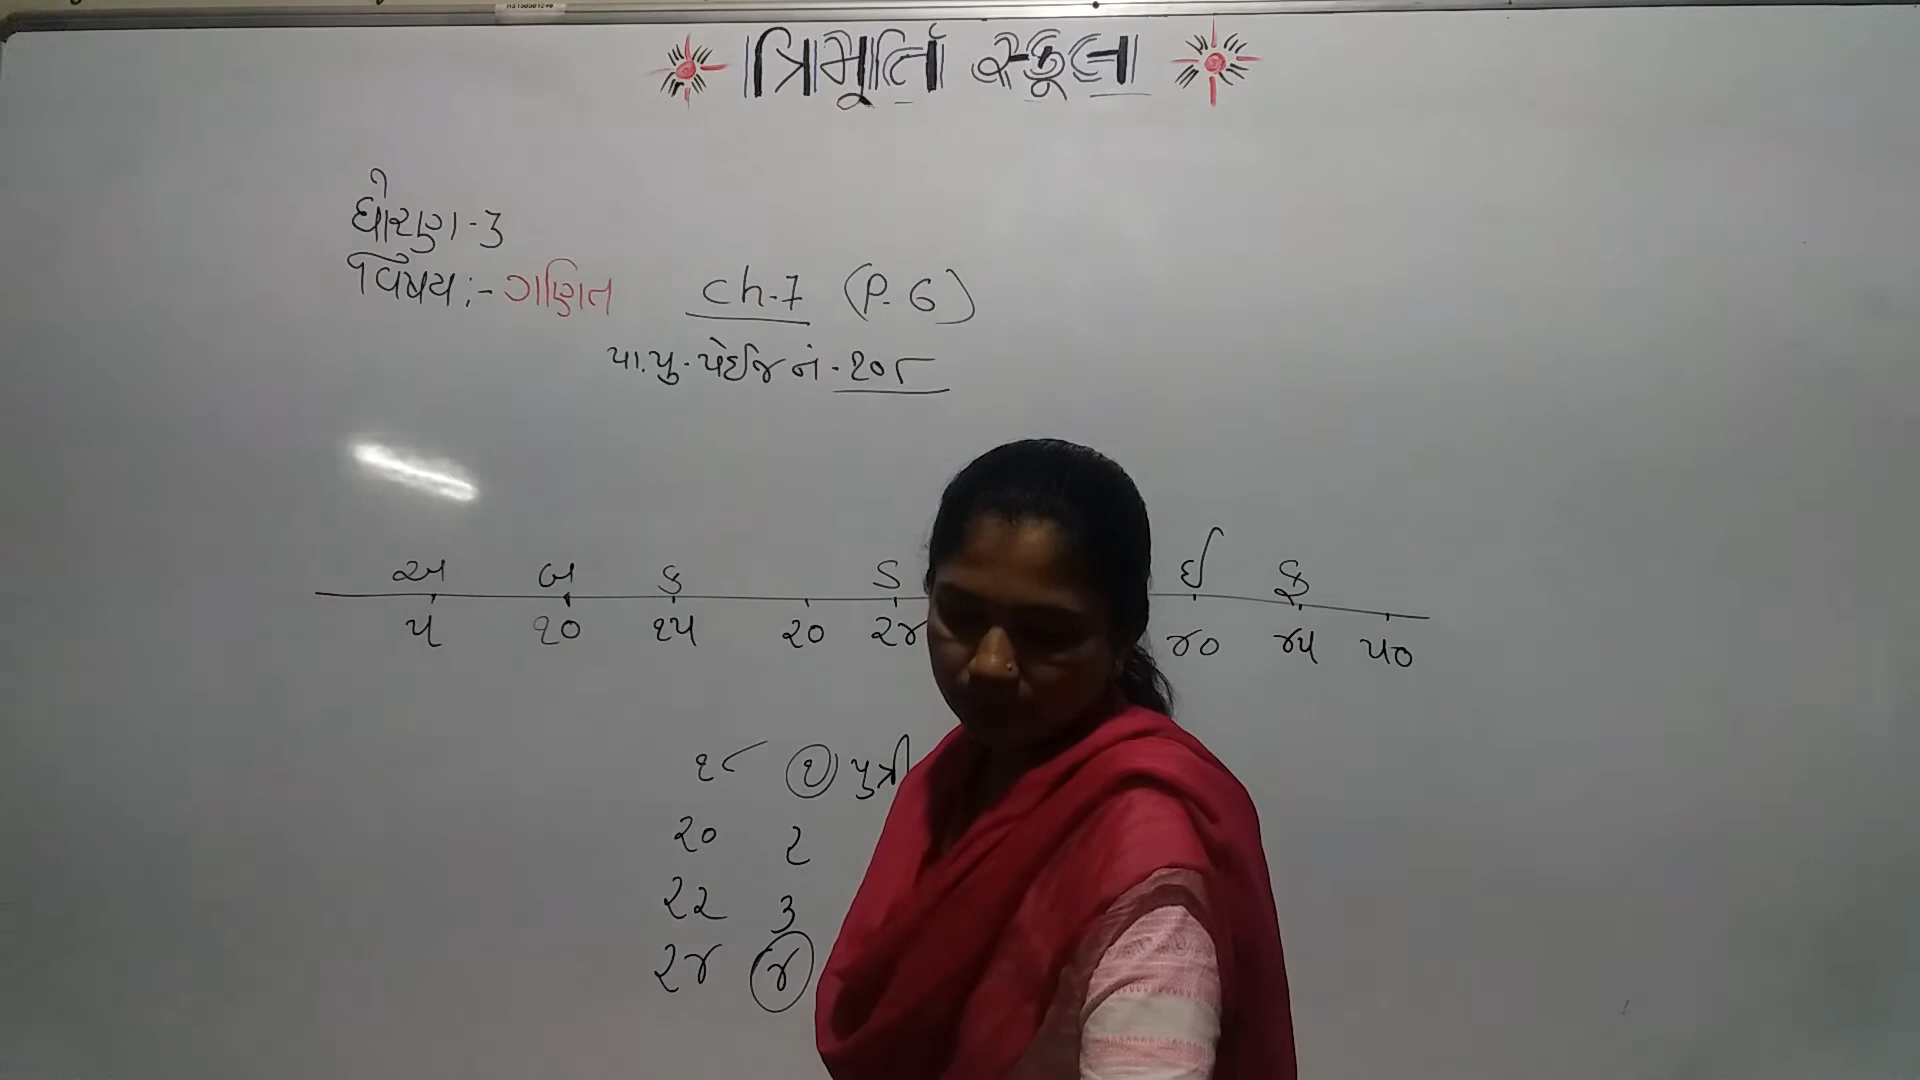 ત્રિમૂર્તિ સ્કૂલ
ધોરણ-3
વિષય:- ગણિત ch.7 (P. 6)
પા.પુ. પેઈજ નં. ૧૦૮
અ બ ક ડ ઈ ફ
૫ ૧૦ ૧૫ ૨૦ ૨૪ ૪૦ ૪૫ ૫૦
૧૮ ૧ પુત્રી
૨૦ ૨
૨૨ ૩
૨૪ ૪